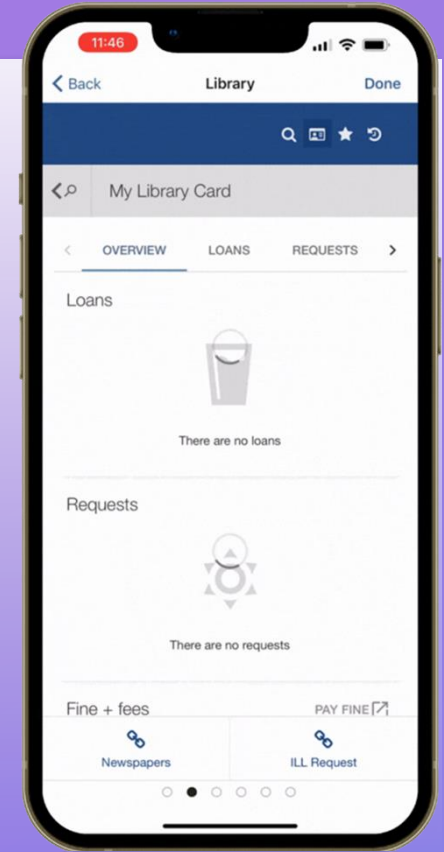 11:46
Back Library Done
My Library Card
OVERVIEW LOANS REQUESTS
Loans
There are no loans
Requests
There are no requests
Fine + fees PAY FINE
Newspapers ILL Request